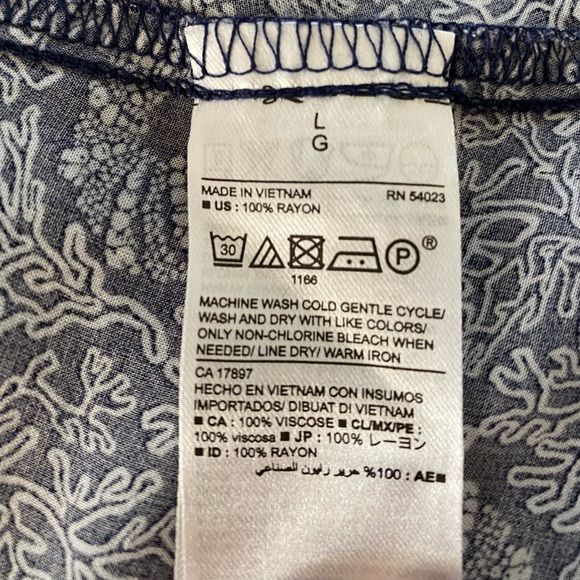 L
G
MADE IN VIETNAM RN 54023
■ US : 100% RAYON
30 P ®
1166
MACHINE WASH COLD GENTLE CYCLE/
WASH AND DRY WITH LIKE COLORS/
ONLY NON-CHLORINE BLEACH WHEN
NEEDED/ LINE DRY/ WARM IRON
CA 17897
HECHO EN VIETNAM CON INSUMOS
IMPORTADOS/ DIBUAT DI VIETNAM
■ CA : 100% VISCOSE ■ CL/MX/PE :
100% viscosa ■ JP : 100% レーヨン
■ ID : 100% RAYON
■AE : 100% حرير رايون الصناعي